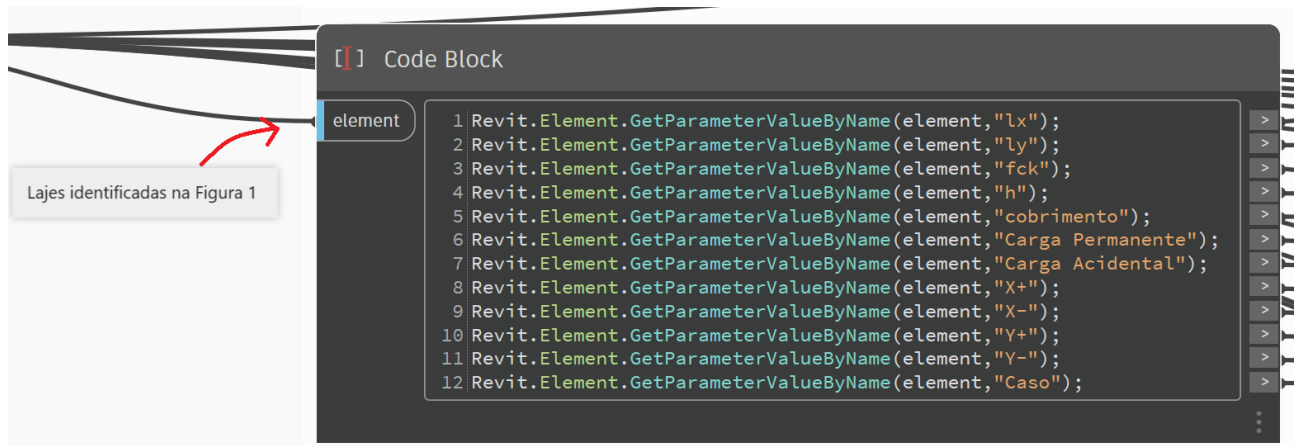 [I] Code Block
element
1 Revit.Element.GetParameterValueByName(element,"lx");
2 Revit.Element.GetParameterValueByName(element,"ly");
3 Revit.Element.GetParameterValueByName(element,"fck");
4 Revit.Element.GetParameterValueByName(element,"h");
5 Revit.Element.GetParameterValueByName(element,"cobrimento");
6 Revit.Element.GetParameterValueByName(element,"Carga Permanente");
7 Revit.Element.GetParameterValueByName(element,"Carga Acidental");
8 Revit.Element.GetParameterValueByName(element,"X+");
9 Revit.Element.GetParameterValueByName(element,"X-");
10 Revit.Element.GetParameterValueByName(element,"Y+");
11 Revit.Element.GetParameterValueByName(element,"Y-");
12 Revit.Element.GetParameterValueByName(element,"Caso");
Lajes identificadas na Figura 1